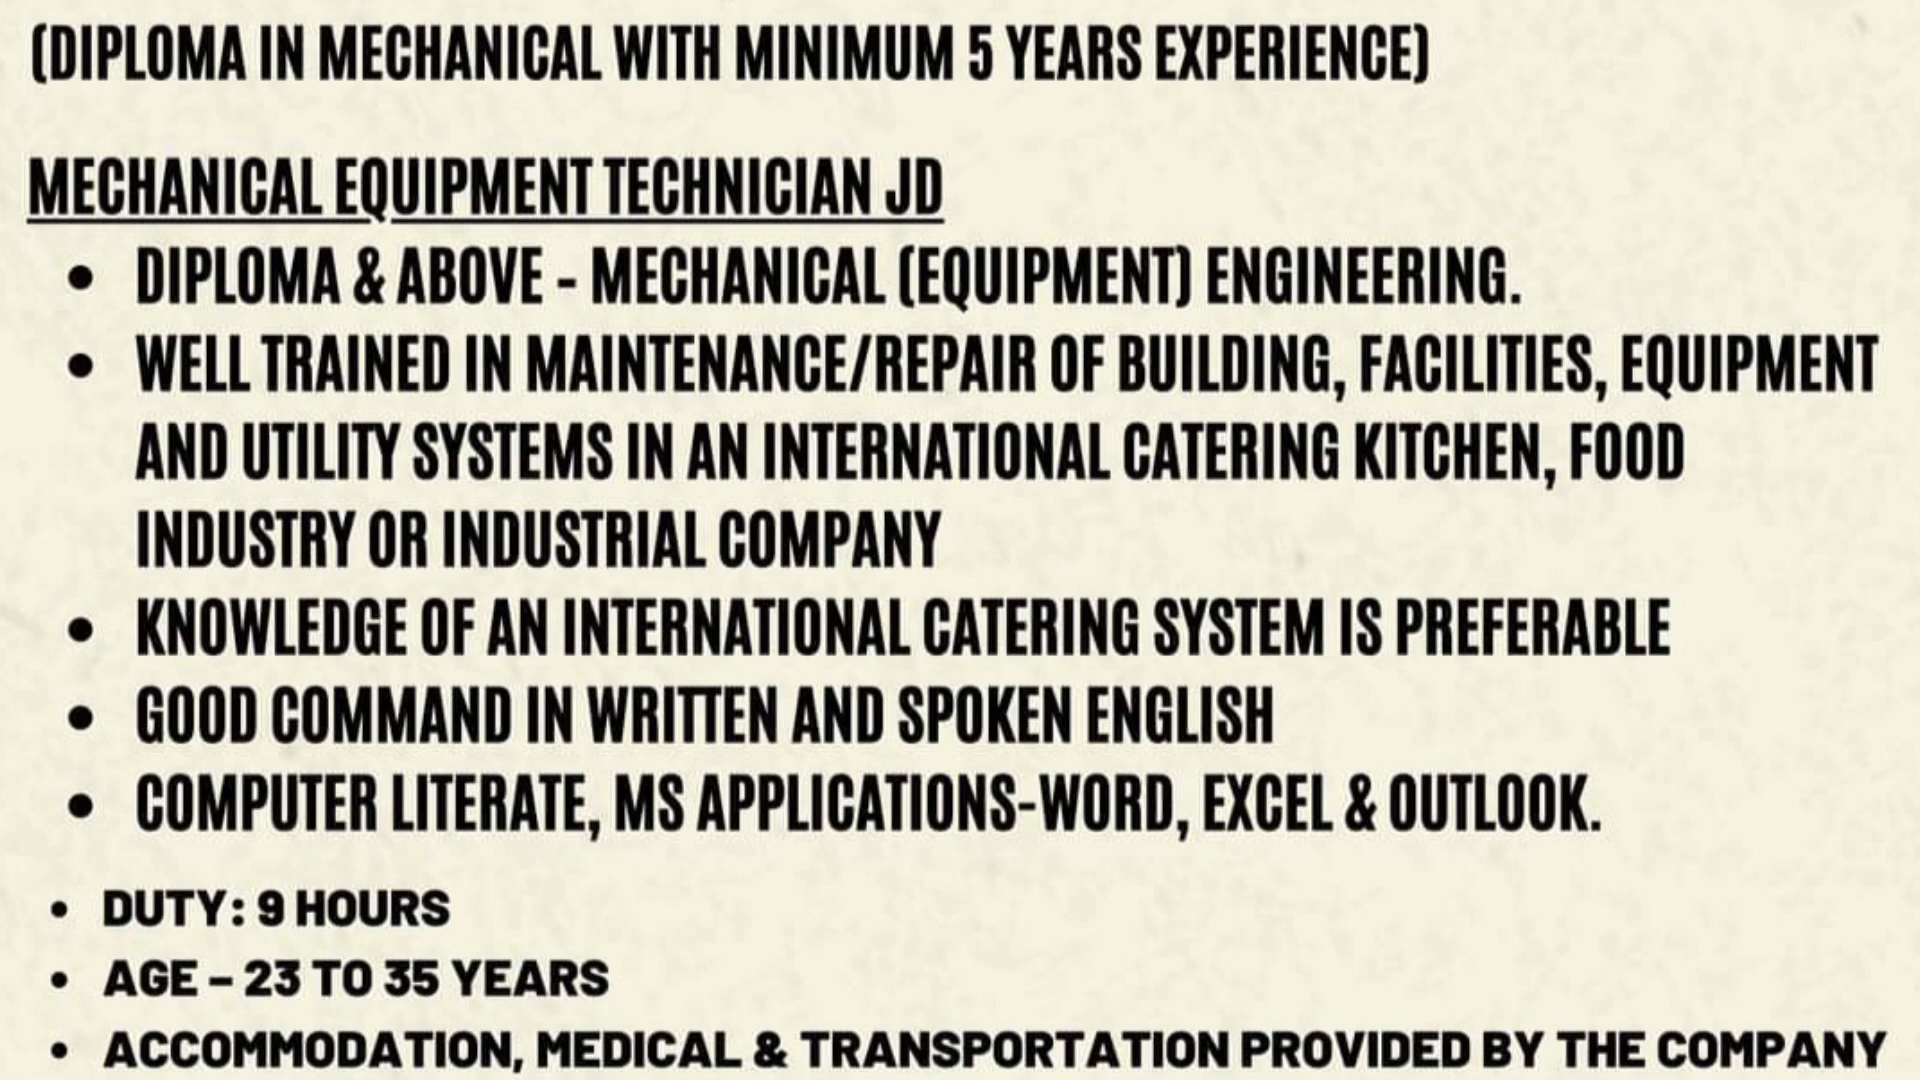 (DIPLOMA IN MECHANICAL WITH MINIMUM 5 YEARS EXPERIENCE)
MECHANICAL EQUIPMENT TECHNICIAN JD
• DIPLOMA & ABOVE - MECHANICAL (EQUIPMENT) ENGINEERING.
• WELL TRAINED IN MAINTENANCE/REPAIR OF BUILDING, FACILITIES, EQUIPMENT
AND UTILITY SYSTEMS IN AN INTERNATIONAL CATERING KITCHEN, FOOD
INDUSTRY OR INDUSTRIAL COMPANY
• KNOWLEDGE OF AN INTERNATIONAL CATERING SYSTEM IS PREFERABLE
• GOOD COMMAND IN WRITTEN AND SPOKEN ENGLISH
• COMPUTER LITERATE, MS APPLICATIONS-WORD, EXCEL & OUTLOOK.
• DUTY: 9 HOURS
• AGE – 23 TO 35 YEARS
• ACCOMMODATION, MEDICAL & TRANSPORTATION PROVIDED BY THE COMPANY